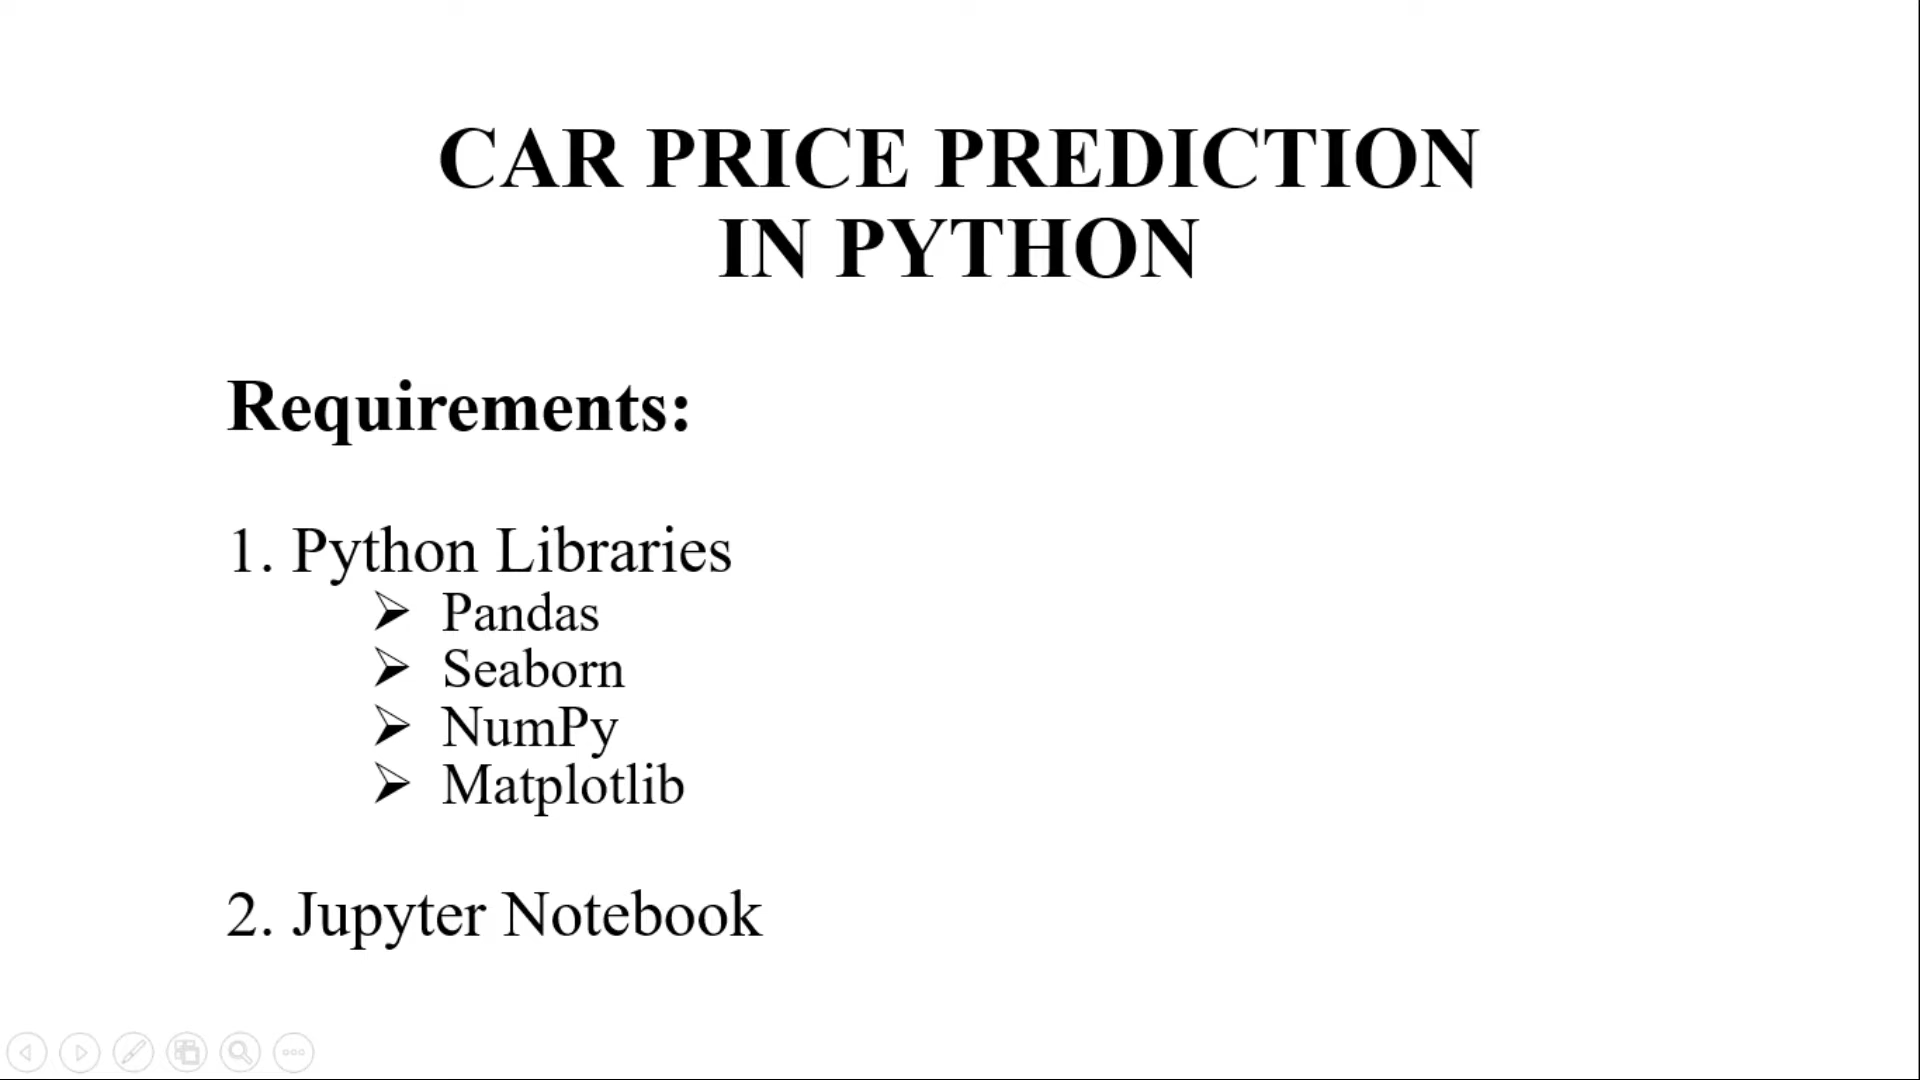 CAR PRICE PREDICTION
IN PYTHON
Requirements:
1. Python Libraries
➢ Pandas
➢ Seaborn
➢ NumPy
➢ Matplotlib
2. Jupyter Notebook